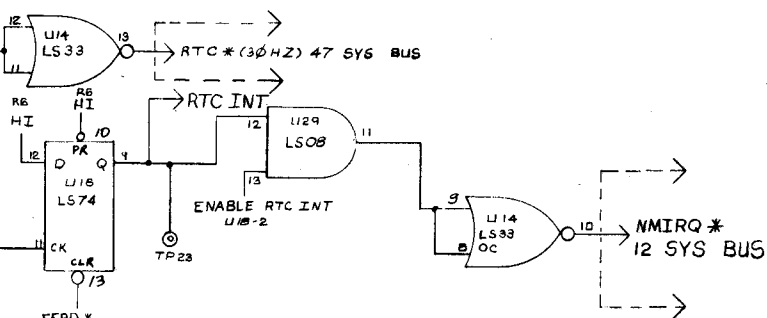 12
U14
LS33
13
11
RTC * (30HZ) 47 SYS BUS
R6
HI
R6
HI
RTC INT
10
PR
12
D
Q
9
U18
LS74
11
CK
CLR
13
TP23
12
U29
LS08
11
13
ENABLE RTC INT
U18-2
9
U14
LS33
OC
8
10
NMIRQ *
12 SYS BUS